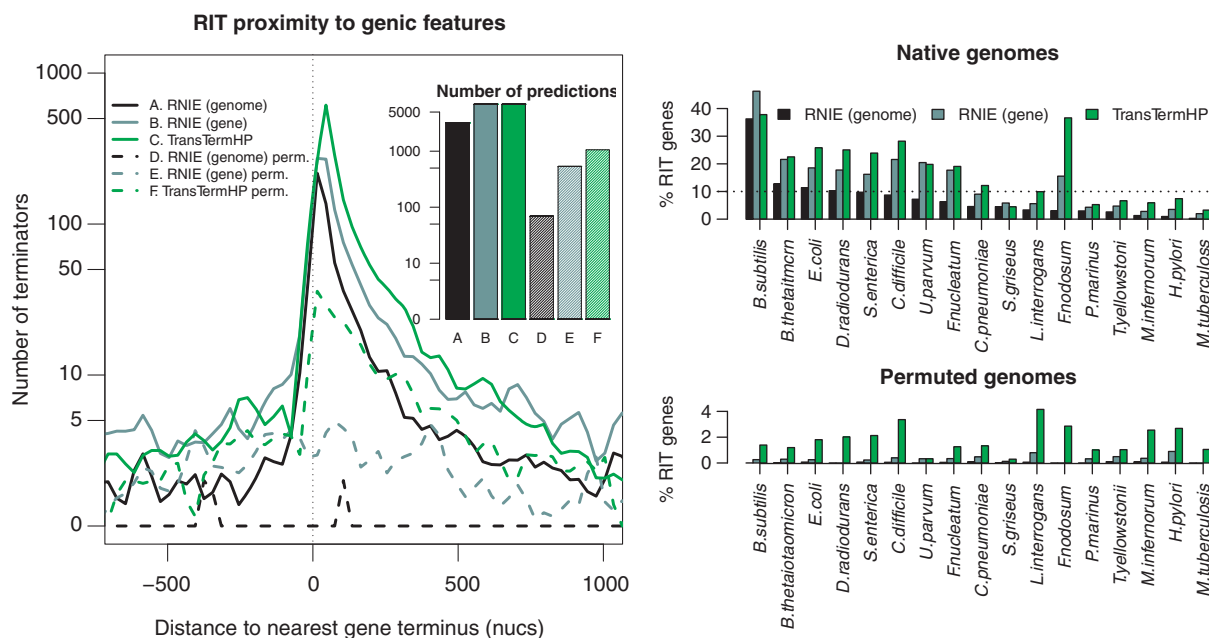 RIT proximity to genic features
Number of terminators
1000
500
100
50
10
5
0
A. RNIE (genome)
B. RNIE (gene)
C. TransTermHP
D. RNIE (genome) perm.
E. RNIE (gene) perm.
F. TransTermHP perm.
Number of predictions
5000
1000
100
10
0
A B C D E F
−500 0 500 1000
Distance to nearest gene terminus (nucs)
Native genomes
% RIT genes
40
30
20
10
0
RNIE (genome) RNIE (gene) TransTermHP
B.subtilis
B.thetaitmcrn
E.coli
D.radiodurans
S.enterica
C.difficile
U.parvum
F.nucleatum
C.pneumoniae
S.griseus
L.interrogans
F.nodosum
P.marinus
T.yellowstoni
M.infernorum
H.pylori
M.tuberculoss
Permuted genomes
% RIT genes
4
2
0
B.subtilis
B.thetaiotaomicron
E.coli
D.radiodurans
S.enterica
C.difficile
U.parvum
F.nucleatum
C.pneumoniae
S.griseus
L.interrogans
F.nodosum
P.marinus
T.yellowstonii
M.infernorum
H.pylori
M.tuberculosis